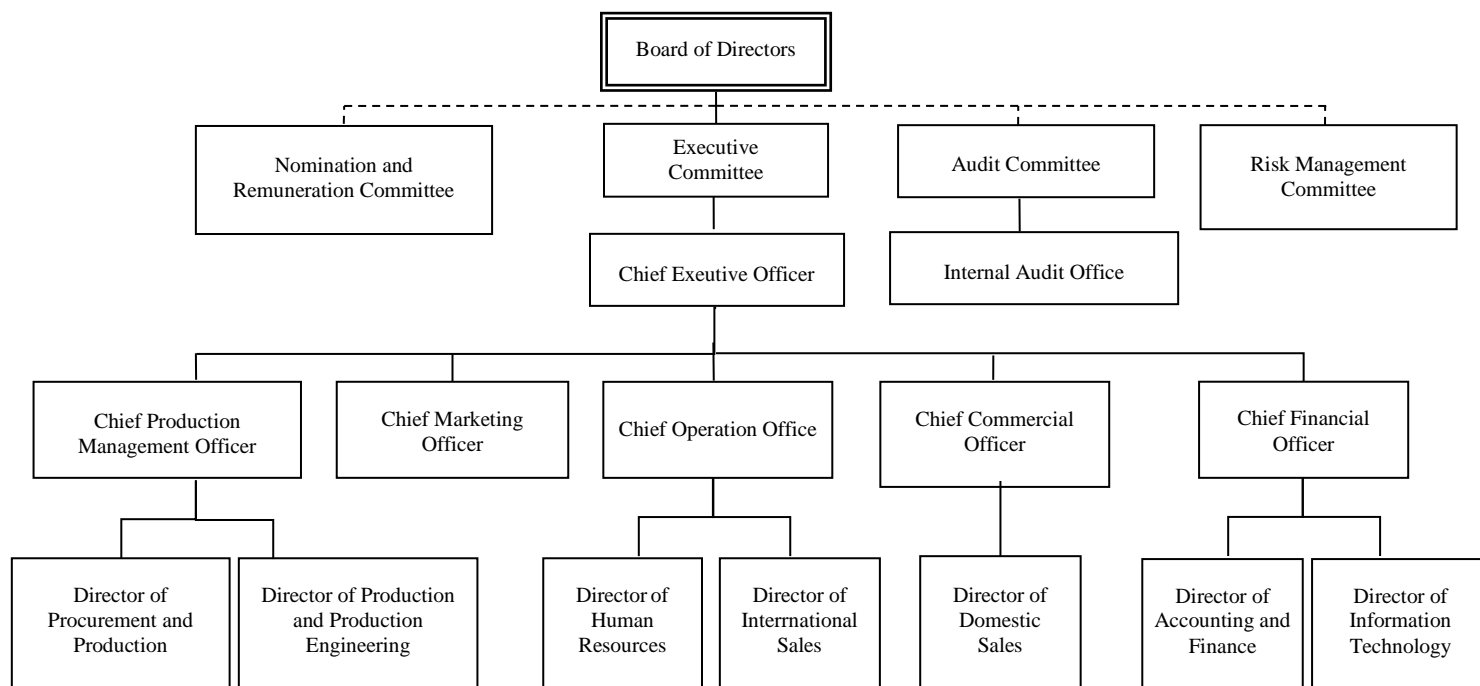 Board of Directors
Nomination and
Remuneration Committee
Executive
Committee
Audit Committee
Risk Management
Committee
Chief Exeutive Officer
Internal Audit Office
Chief Production
Management Officer
Chief Marketing
Officer
Chief Operation Office
Chief Commercial
Officer
Chief Financial
Officer
Director of
Procurement and
Production
Director of Production
and Production
Engineering
Director of
Human
Resources
Director of
Interrnational
Sales
Director of
Domestic
Sales
Director of
Accounting and
Finance
Director of
Information
Technology